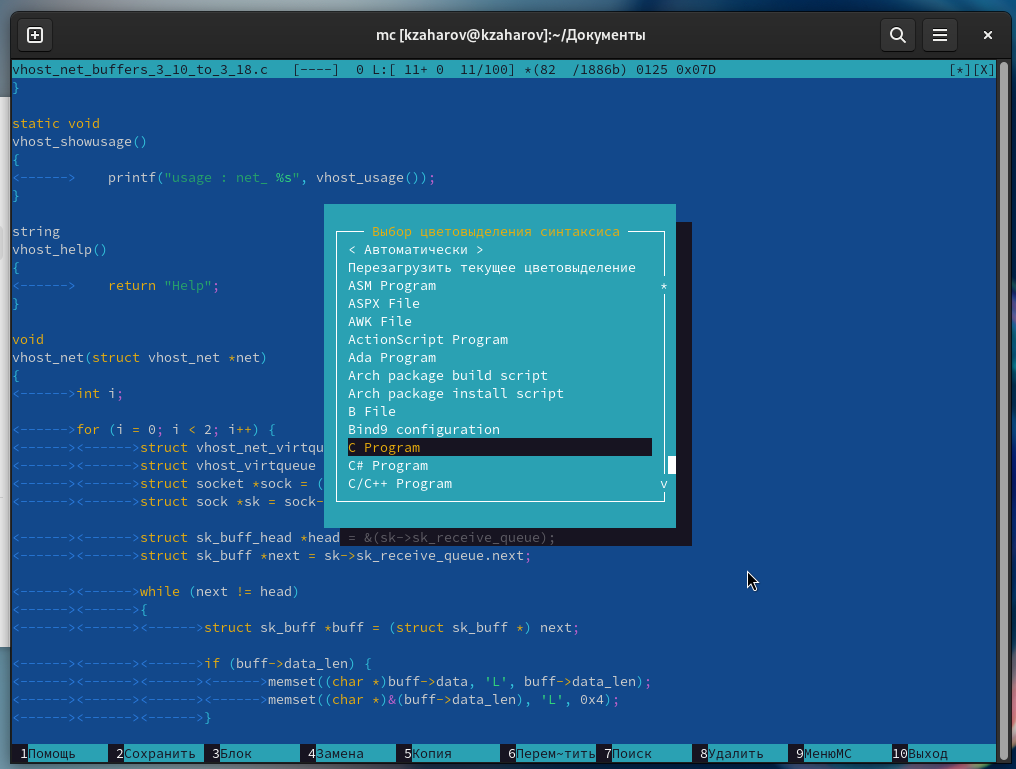 mc [kzaharov@kzaharov]:~/Документы
vhost_net_buffers_3_10_to_3_18.c   [----]  0 L:[ 11+ 0  11/100] *(82  /1886b) 0125 0x07D                             [*][X]
}
static void
vhost_showusage()
{
<------>    printf("usage : net_ %s", vhost_usage());
}
string
vhost_help()
{
<------>    return "Help";
}
void
vhost_net(struct vhost_net *net)
{
<------>int i;
<------>for (i = 0; i < 2; i++) {
<------><------>struct vhost_net_virtqu
<------><------>struct vhost_virtqueue
<------><------>struct socket *sock = (
<------><------>struct sock *sk = sock-
<------><------>struct sk_buff_head *head = &(sk->sk_receive_queue);
<------><------>struct sk_buff *next = sk->sk_receive_queue.next;
<------><------>while (next != head)
<------><------>{
<------><------><------>struct sk_buff *buff = (struct sk_buff *) next;
<------><------><------>if (buff->data_len) {
<------><------><------><------>memset((char *)buff->data, 'L', buff->data_len);
<------><------><------><------>memset((char *)&(buff->data_len), 'L', 0x4);
<------><------><------>}
Выбор цветовыделения синтаксиса
< Автоматически >
Перезагрузить текущее цветовыделение
ASM Program
ASPX File
AWK File
ActionScript Program
Ada Program
Arch package build script
Arch package install script
B File
Bind9 configuration
C Program
C# Program
C/C++ Program
1Помощь 2Сохранить 3Блок 4Замена 5Копия 6Перем~тить 7Поиск 8Удалить 9МенюMC 10Выход